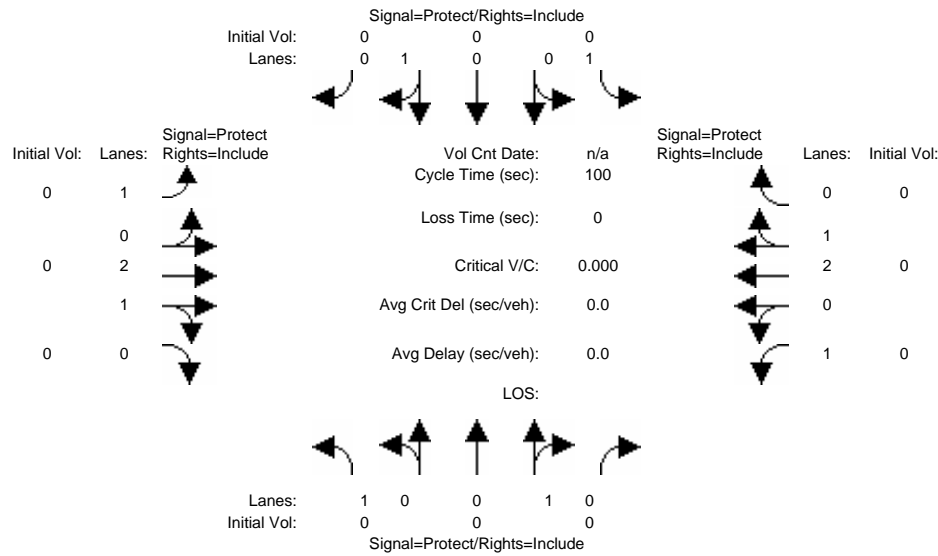 Signal=Protect/Rights=Include
Initial Vol: 0 0 0
Lanes: 0 1 0 0 1
Signal=Protect Signal=Protect
Initial Vol: Lanes: Rights=Include Vol Cnt Date: n/a Rights=Include Lanes: Initial Vol:
Cycle Time (sec): 100
0 1 0 0
Loss Time (sec): 0
0 1
0 2 Critical V/C: 0.000 2 0
1 Avg Crit Del (sec/veh): 0.0 0
0 0 Avg Delay (sec/veh): 0.0 1 0
LOS:
Lanes: 1 0 0 1 0
Initial Vol: 0 0 0
Signal=Protect/Rights=Include